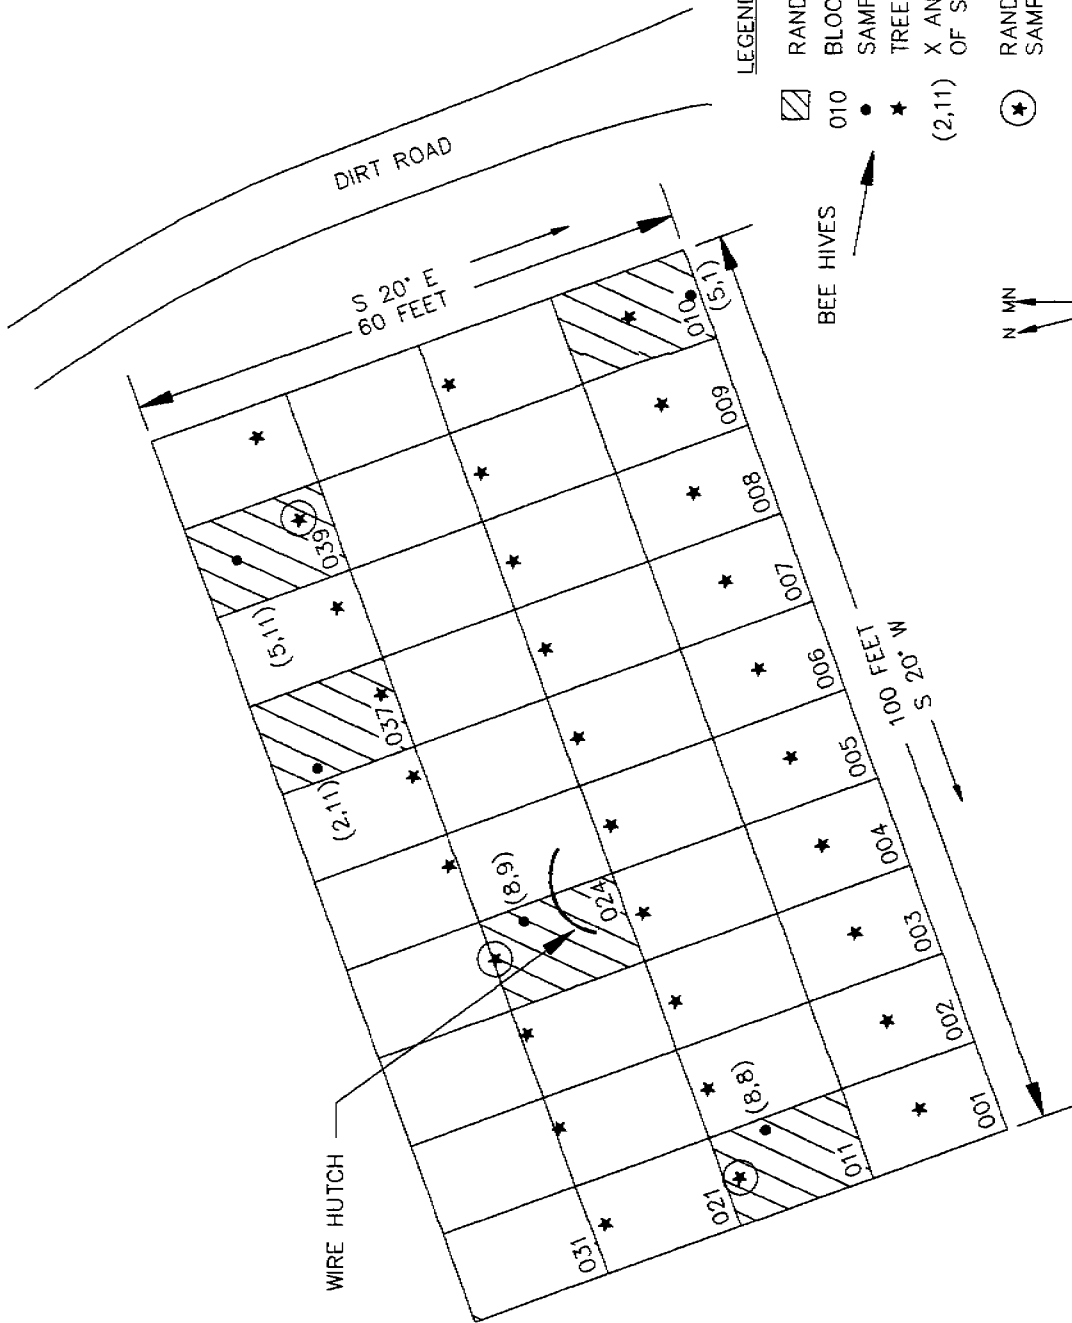 DIRT ROAD
S 20° E
60 FEET
LEGEND
RAND
010 BLOC
SAMP
TREE
(2,11) X AN
OF S
RAND
SAMP
BEE HIVES
N MN
WIRE HUTCH
039
(5,11)
037
(2,11)
(8,9)
024
031
021
(8,8)
011
010
(5,1)
001
002
003
004
005
006
007
008
009
100 FEET
S 20° W